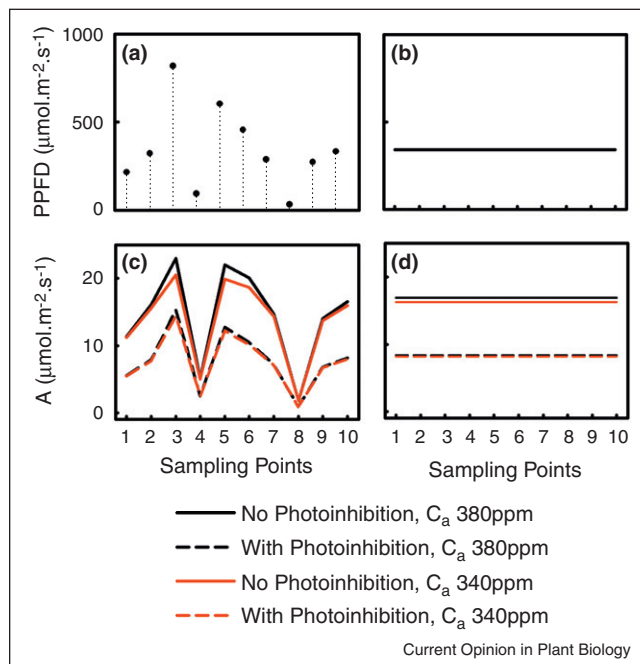 (a)
(b)
1000
500
0
PPFD (μmol.m-2.s-1)
(c)
(d)
20
10
0
A (μmol.m-2.s-1)
1 2 3 4 5 6 7 8 9 10
1 2 3 4 5 6 7 8 9 10
Sampling Points
Sampling Points
No Photoinhibition, Ca 380ppm
With Photoinhibition, Ca 380ppm
No Photoinhibition, Ca 340ppm
With Photoinhibition, Ca 340ppm
Current Opinion in Plant Biology